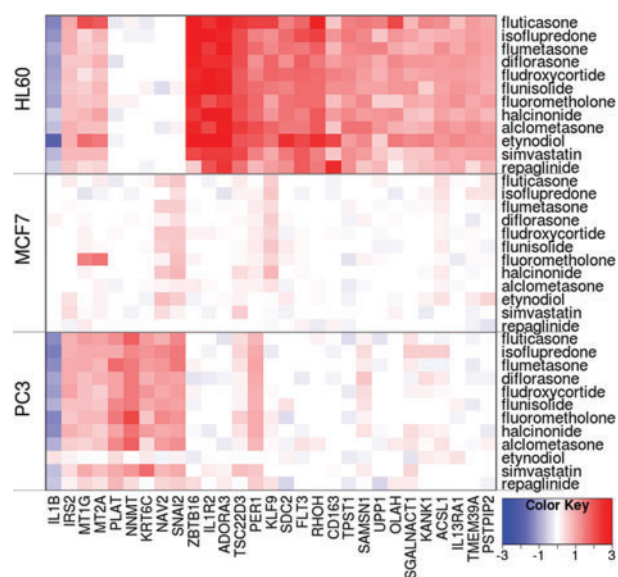 HL60
fluticasone
isoflupredone
flumetasone
diflorasone
fludroxycortide
flunisolide
fluorometholone
halcinonide
alclometasone
etynodiol
simvastatin
repaglinide
MCF7
fluticasone
isoflupredone
flumetasone
diflorasone
fludroxycortide
flunisolide
fluorometholone
halcinonide
alclometasone
etynodiol
simvastatin
repaglinide
PC3
fluticasone
isoflupredone
flumetasone
diflorasone
fludroxycortide
flunisolide
fluorometholone
halcinonide
alclometasone
etynodiol
simvastatin
repaglinide
IL1B
IRS2
MT1G
MT2A
PLAT
NNMT
KRT6C
NAV2
SNAI2
ZBTB16
IL1R2
ADORA3
TSC22D3
PER1
KLF9
SDC2
FLT3
RHOH
CD163
TPST1
SAMSN1
UPP1
OLAH
SGALNACT1
KANK1
ACSL1
IL13RA1
TMEM39A
PSTPIP2
Color Key
-3 -1 1 3